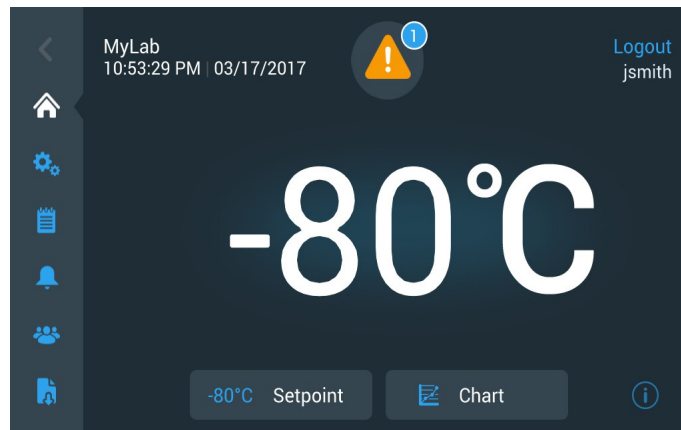 MyLab
10:53:29 PM | 03/17/2017
1
Logout
jsmith
-80°C
-80°C Setpoint
Chart